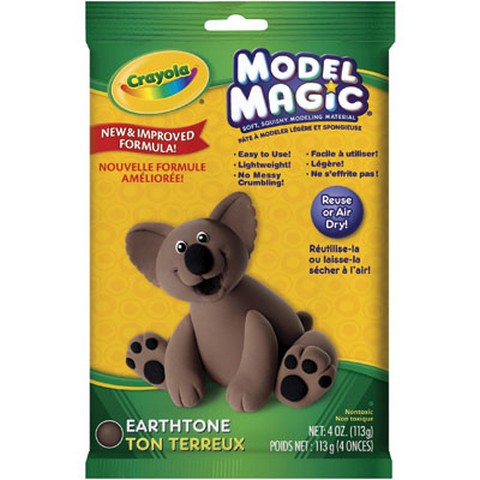 Crayola
MODEL
MAGIC®
SOFT, SQUISHY MODELING MATERIAL
PÂTE À MODELER LÉGÈRE ET SPONGIEUSE
NEW & IMPROVED
FORMULA!
NOUVELLE FORMULE
AMÉLIORÉE!
• Easy to Use!
• Lightweight!
• No Messy
Crumbling!
• Facile à utiliser!
• Légère!
• Ne s'effrite pas!
Reuse
or Air
Dry!
Réutilise-la
ou laisse-la
sécher à l'air!
EARTHTONE
TON TERREUX
Nontoxic
Non toxique
NET: 4 OZ. (113g)
POIDS NET : 113 g (4 ONCES)